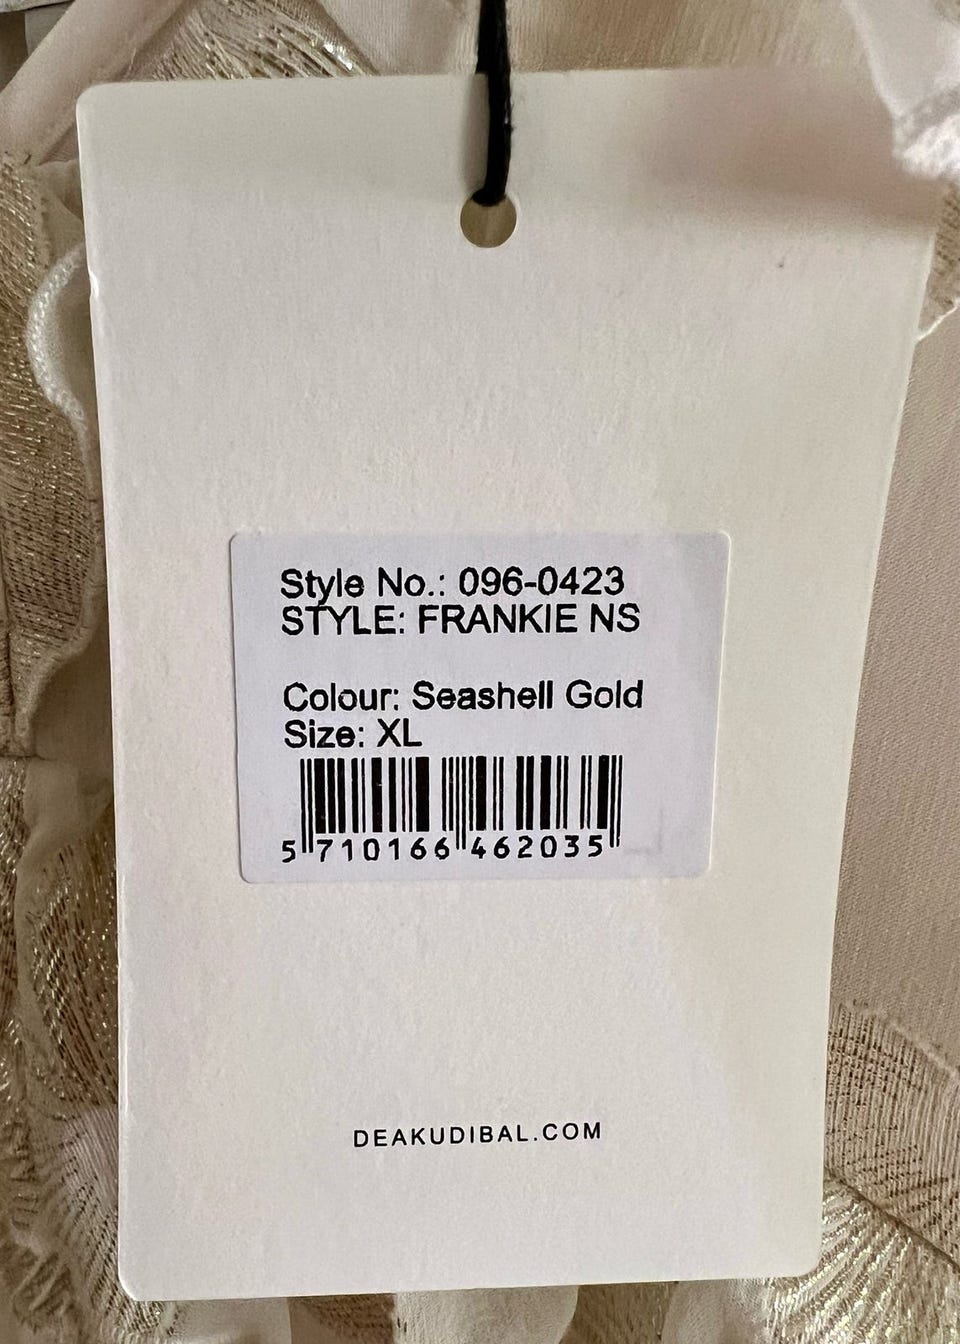 Style No.: 096-0423
STYLE: FRANKIE NS
Colour: Seashell Gold
Size: XL
5 710166 462035
DEAKUDIBAL.COM